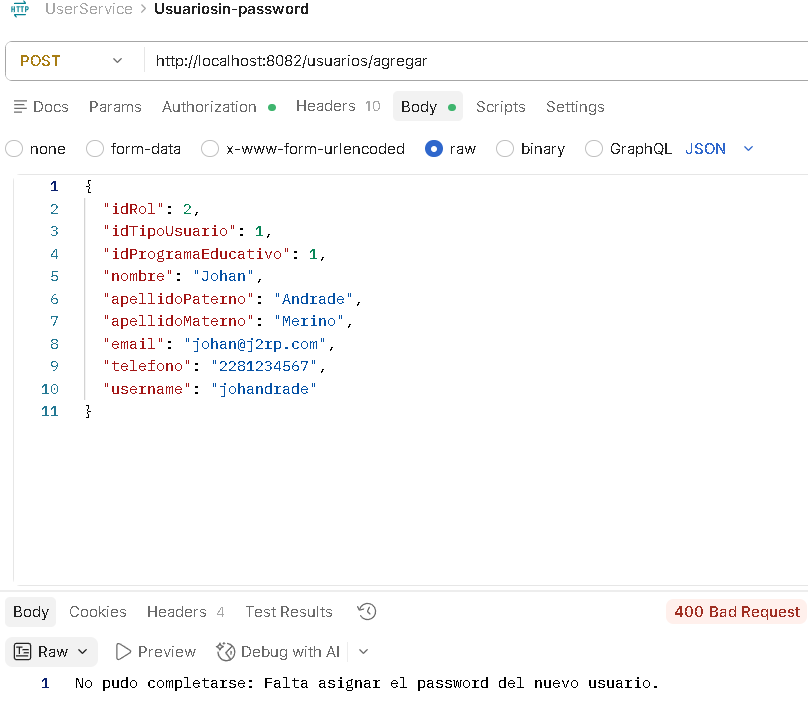 HTTP UserService > Usuariosin-password
POST http://localhost:8082/usuarios/agregar
Docs Params Authorization Headers 10 Body Scripts Settings
none form-data x-www-form-urlencoded raw binary GraphQL JSON
1 {
2 "idRol": 2,
3 "idTipoUsuario": 1,
4 "idProgramaEducativo": 1,
5 "nombre": "Johan",
6 "apellidoPaterno": "Andrade",
7 "apellidoMaterno": "Merino",
8 "email": "johan@j2rp.com",
9 "telefono": "2281234567",
10 "username": "johandrade"
11 }
Body Cookies Headers 4 Test Results 400 Bad Request
Raw Preview Debug with AI
1 No pudo completarse: Falta asignar el password del nuevo usuario.